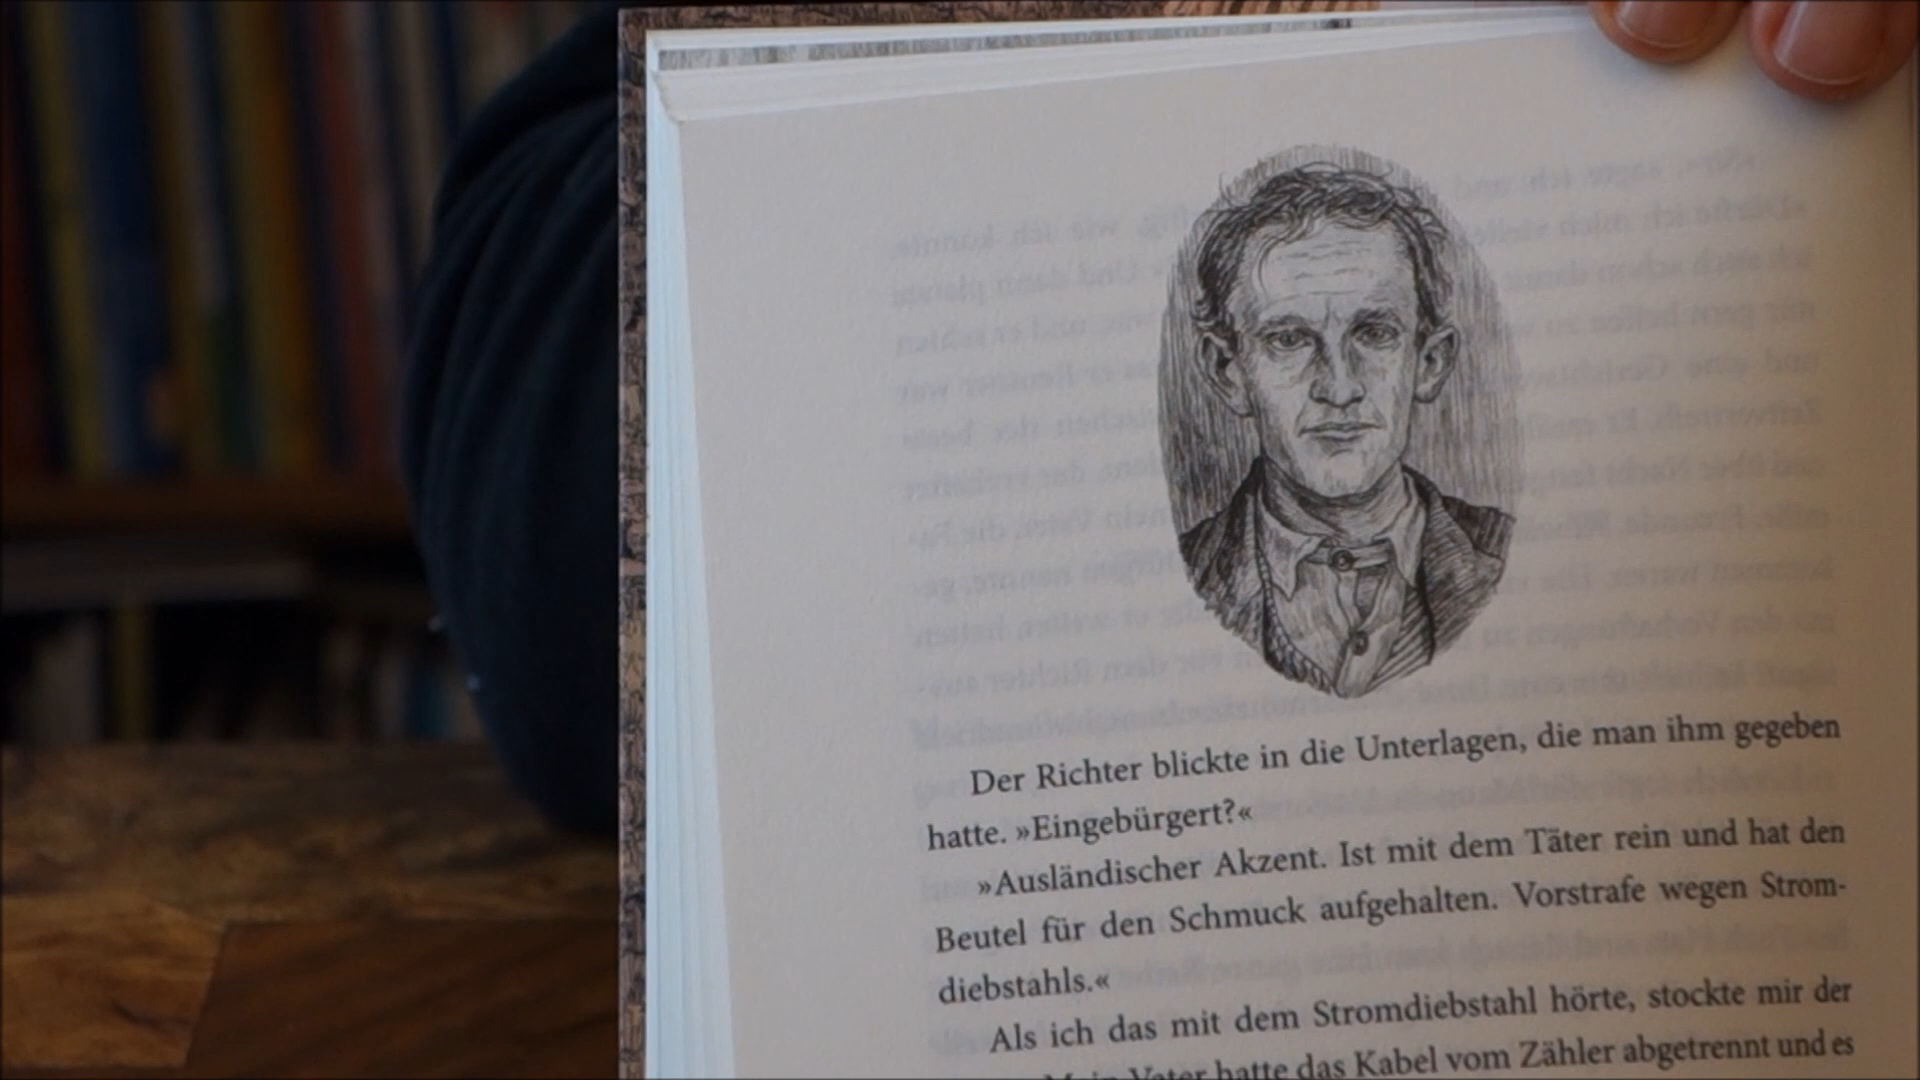 Der Richter blickte in die Unterlagen, die man ihm gegeben
hatte. »Eingebürgert?«
»Ausländischer Akzent. Ist mit dem Täter rein und hat den
Beutel für den Schmuck aufgehalten. Vorstrafe wegen Strom-
diebstahls.«
Als ich das mit dem Stromdiebstahl hörte, stockte mir der
Mein Vater hatte das Kabel vom Zähler abgetrennt und es